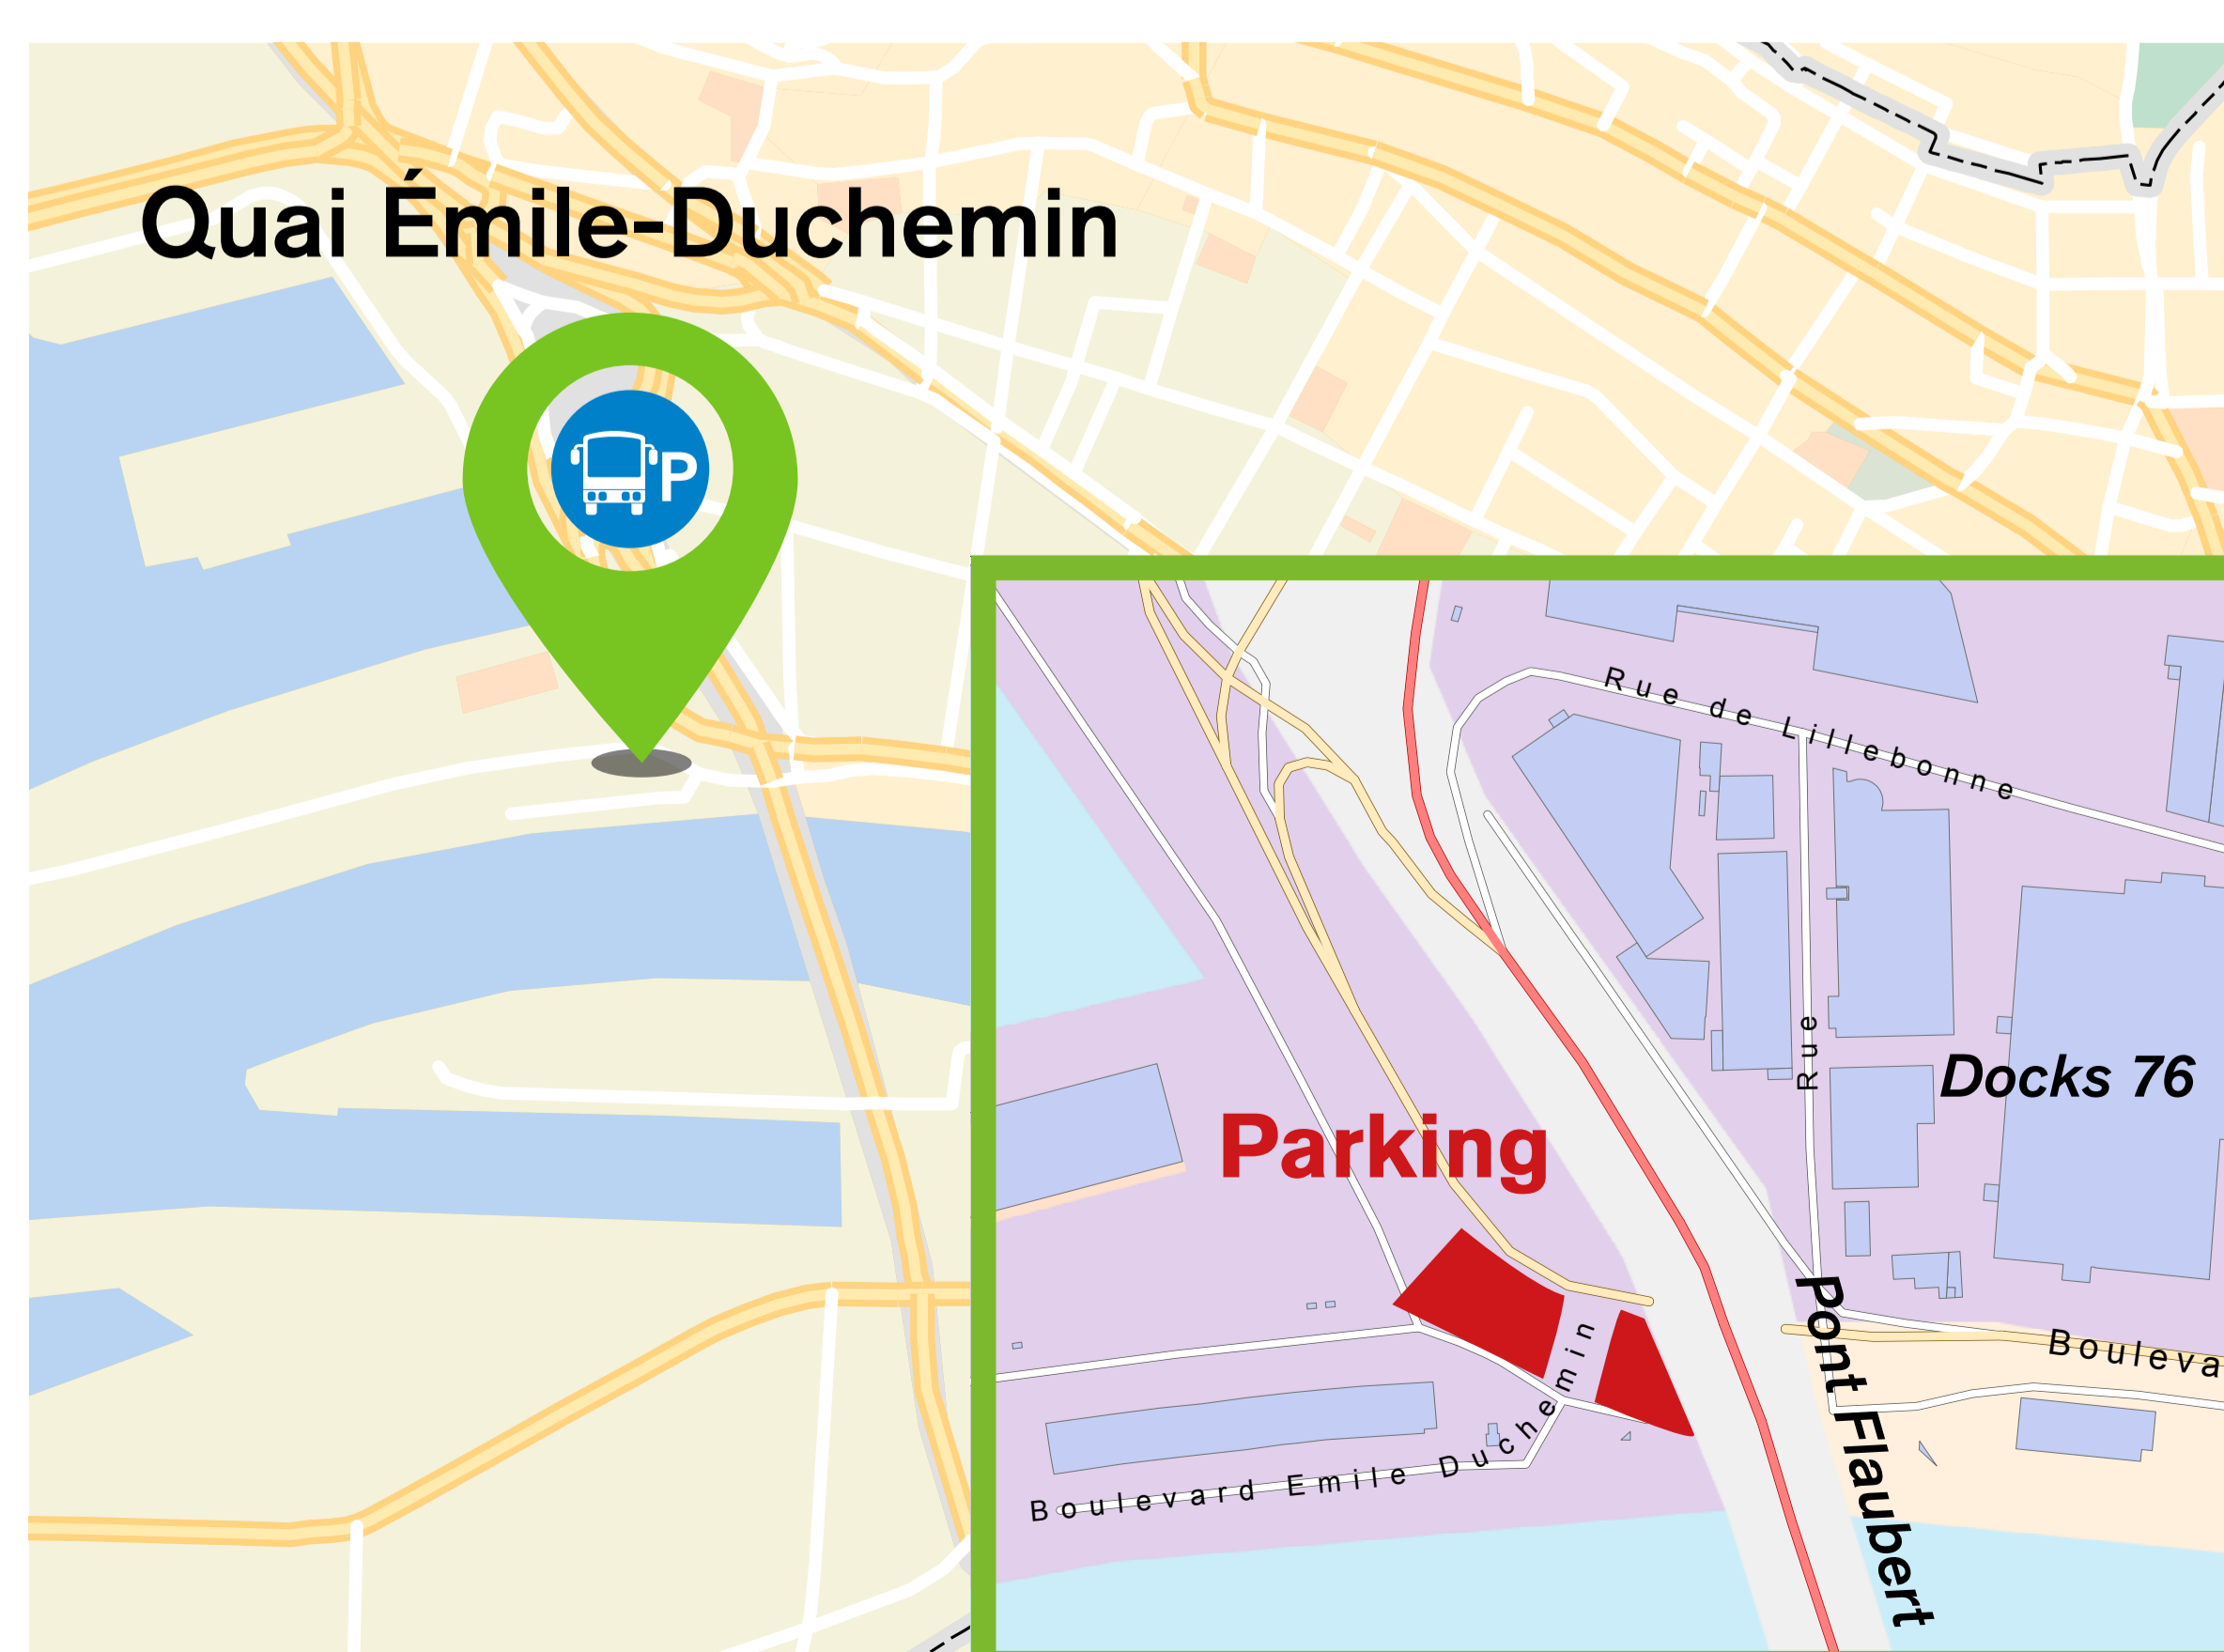 Quai Émile-Duchemin
P
Rue de Lillebonne
Rue
Docks 76
Parking
Pont Flaubert
Bouleva
Boulevard Emile Duchemin